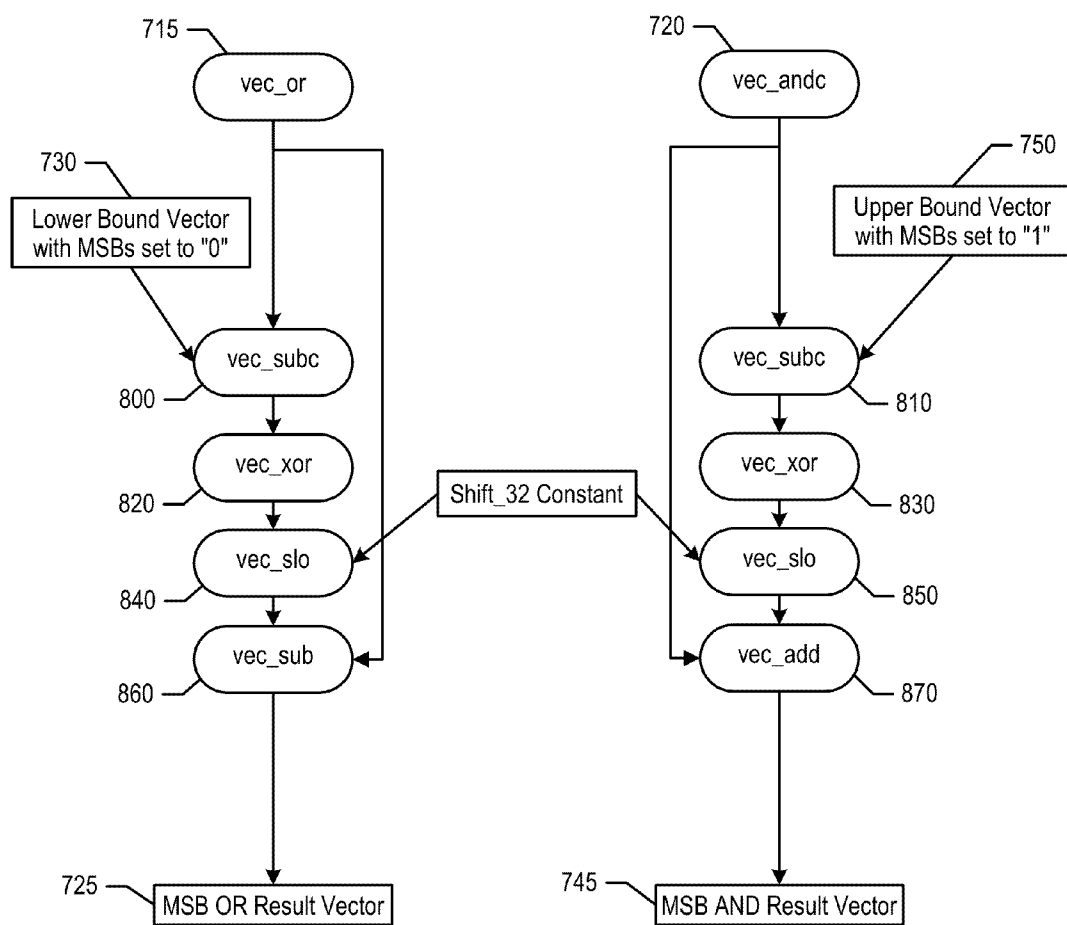 715
vec_or
720
vec_andc
730
Lower Bound Vector
with MSBs set to "0"
750
Upper Bound Vector
with MSBs set to "1"
vec_subc
800
vec_subc
810
vec_xor
820
Shift_32 Constant
vec_xor
830
vec_slo
840
vec_slo
850
vec_sub
860
vec_add
870
725
MSB OR Result Vector
745
MSB AND Result Vector